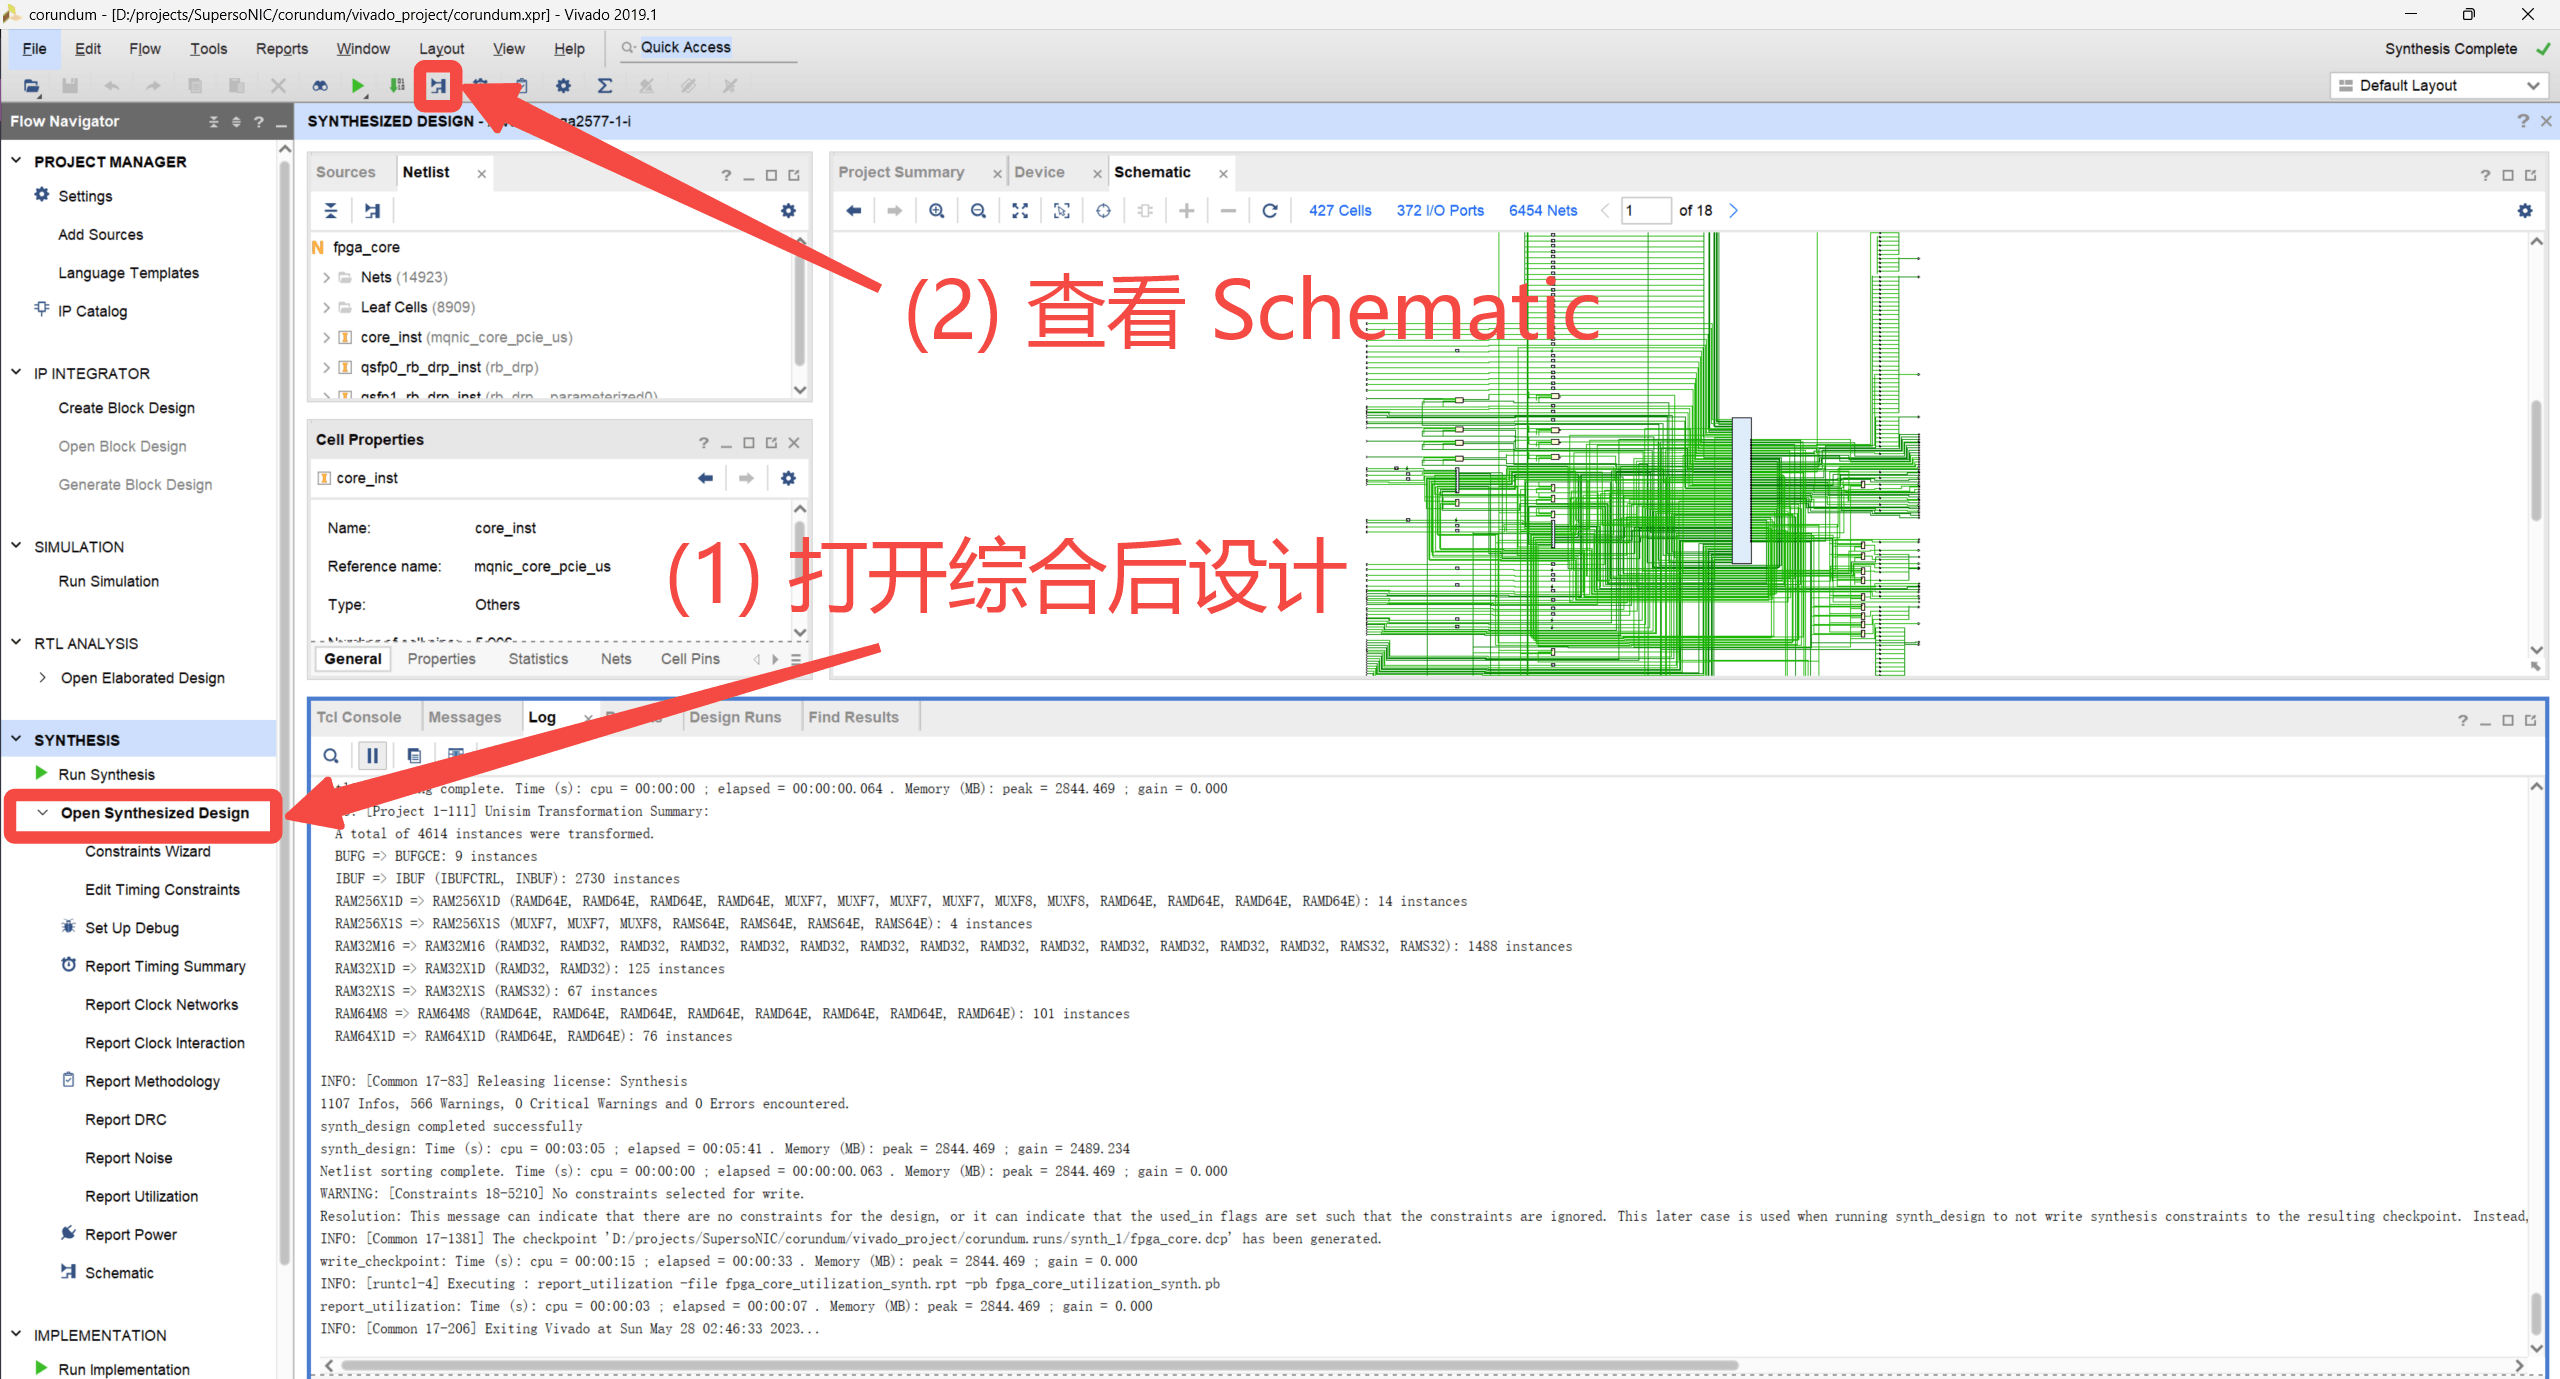 corundum - [D:/projects/SupersoNIC/corundum/vivado_project/corundum.xpr] - Vivado 2019.1
File Edit Flow Tools Reports Window Layout View Help Quick Access
Synthesis Complete
Default Layout
Flow Navigator
PROJECT MANAGER
Settings
Add Sources
Language Templates
IP Catalog
IP INTEGRATOR
Create Block Design
Open Block Design
Generate Block Design
SIMULATION
Run Simulation
RTL ANALYSIS
Open Elaborated Design
SYNTHESIS
Run Synthesis
Open Synthesized Design
Constraints Wizard
Edit Timing Constraints
Set Up Debug
Report Timing Summary
Report Clock Networks
Report Clock Interaction
Report Methodology
Report DRC
Report Noise
Report Utilization
Report Power
Schematic
IMPLEMENTATION
Run Implementation
SYNTHESIZED DESIGN - ga2577-1-i
Sources Netlist
fpga_core
Nets (14923)
Leaf Cells (8909)
core_inst (mqnic_core_pcie_us)
qsfp0_rb_drp_inst (rb_drp)
qsfp1_rb_drp_inst (rb_drp__parameterized0)
Cell Properties
core_inst
Name: core_inst
Reference name: mqnic_core_pcie_us
Type: Others
General Properties Statistics Nets Cell Pins
Project Summary Device Schematic
427 Cells 372 I/O Ports 6454 Nets 1 of 18
(2) 查看 Schematic
(1) 打开综合后设计
Tcl Console Messages Log Design Runs Find Results
complete. Time (s): cpu = 00:00:00 ; elapsed = 00:00:00.064 . Memory (MB): peak = 2844.469 ; gain = 0.000
[Project 1-111] Unisim Transformation Summary:
A total of 4614 instances were transformed.
BUFG => BUFGCE: 9 instances
IBUF => IBUF (IBUFCTRL, INBUF): 2730 instances
RAM256X1D => RAM256X1D (RAMD64E, RAMD64E, RAMD64E, RAMD64E, MUXF7, MUXF7, MUXF7, MUXF7, MUXF8, MUXF8, RAMD64E, RAMD64E, RAMD64E, RAMD64E): 14 instances
RAM256X1S => RAM256X1S (MUXF7, MUXF7, MUXF8, RAMS64E, RAMS64E, RAMS64E, RAMS64E): 4 instances
RAM32M16 => RAM32M16 (RAMD32, RAMD32, RAMD32, RAMD32, RAMD32, RAMD32, RAMD32, RAMD32, RAMD32, RAMD32, RAMD32, RAMD32, RAMD32, RAMD32, RAMS32, RAMS32): 1488 instances
RAM32X1D => RAM32X1D (RAMD32, RAMD32): 125 instances
RAM32X1S => RAM32X1S (RAMS32): 67 instances
RAM64M8 => RAM64M8 (RAMD64E, RAMD64E, RAMD64E, RAMD64E, RAMD64E, RAMD64E, RAMD64E, RAMD64E): 101 instances
RAM64X1D => RAM64X1D (RAMD64E, RAMD64E): 76 instances
INFO: [Common 17-83] Releasing license: Synthesis
1107 Infos, 566 Warnings, 0 Critical Warnings and 0 Errors encountered.
synth_design completed successfully
synth_design: Time (s): cpu = 00:03:05 ; elapsed = 00:05:41 . Memory (MB): peak = 2844.469 ; gain = 2489.234
Netlist sorting complete. Time (s): cpu = 00:00:00 ; elapsed = 00:00:00.063 . Memory (MB): peak = 2844.469 ; gain = 0.000
WARNING: [Constraints 18-5210] No constraints selected for write.
Resolution: This message can indicate that there are no constraints for the design, or it can indicate that the used_in flags are set such that the constraints are ignored. This later case is used when running synth_design to not write synthesis constraints to the resulting checkpoint. Instead,
INFO: [Common 17-1381] The checkpoint 'D:/projects/SupersoNIC/corundum/vivado_project/corundum.runs/synth_1/fpga_core.dcp' has been generated.
write_checkpoint: Time (s): cpu = 00:00:15 ; elapsed = 00:00:33 . Memory (MB): peak = 2844.469 ; gain = 0.000
INFO: [runtcl-4] Executing : report_utilization -file fpga_core_utilization_synth.rpt -pb fpga_core_utilization_synth.pb
report_utilization: Time (s): cpu = 00:00:03 ; elapsed = 00:00:07 . Memory (MB): peak = 2844.469 ; gain = 0.000
INFO: [Common 17-206] Exiting Vivado at Sun May 28 02:46:33 2023...